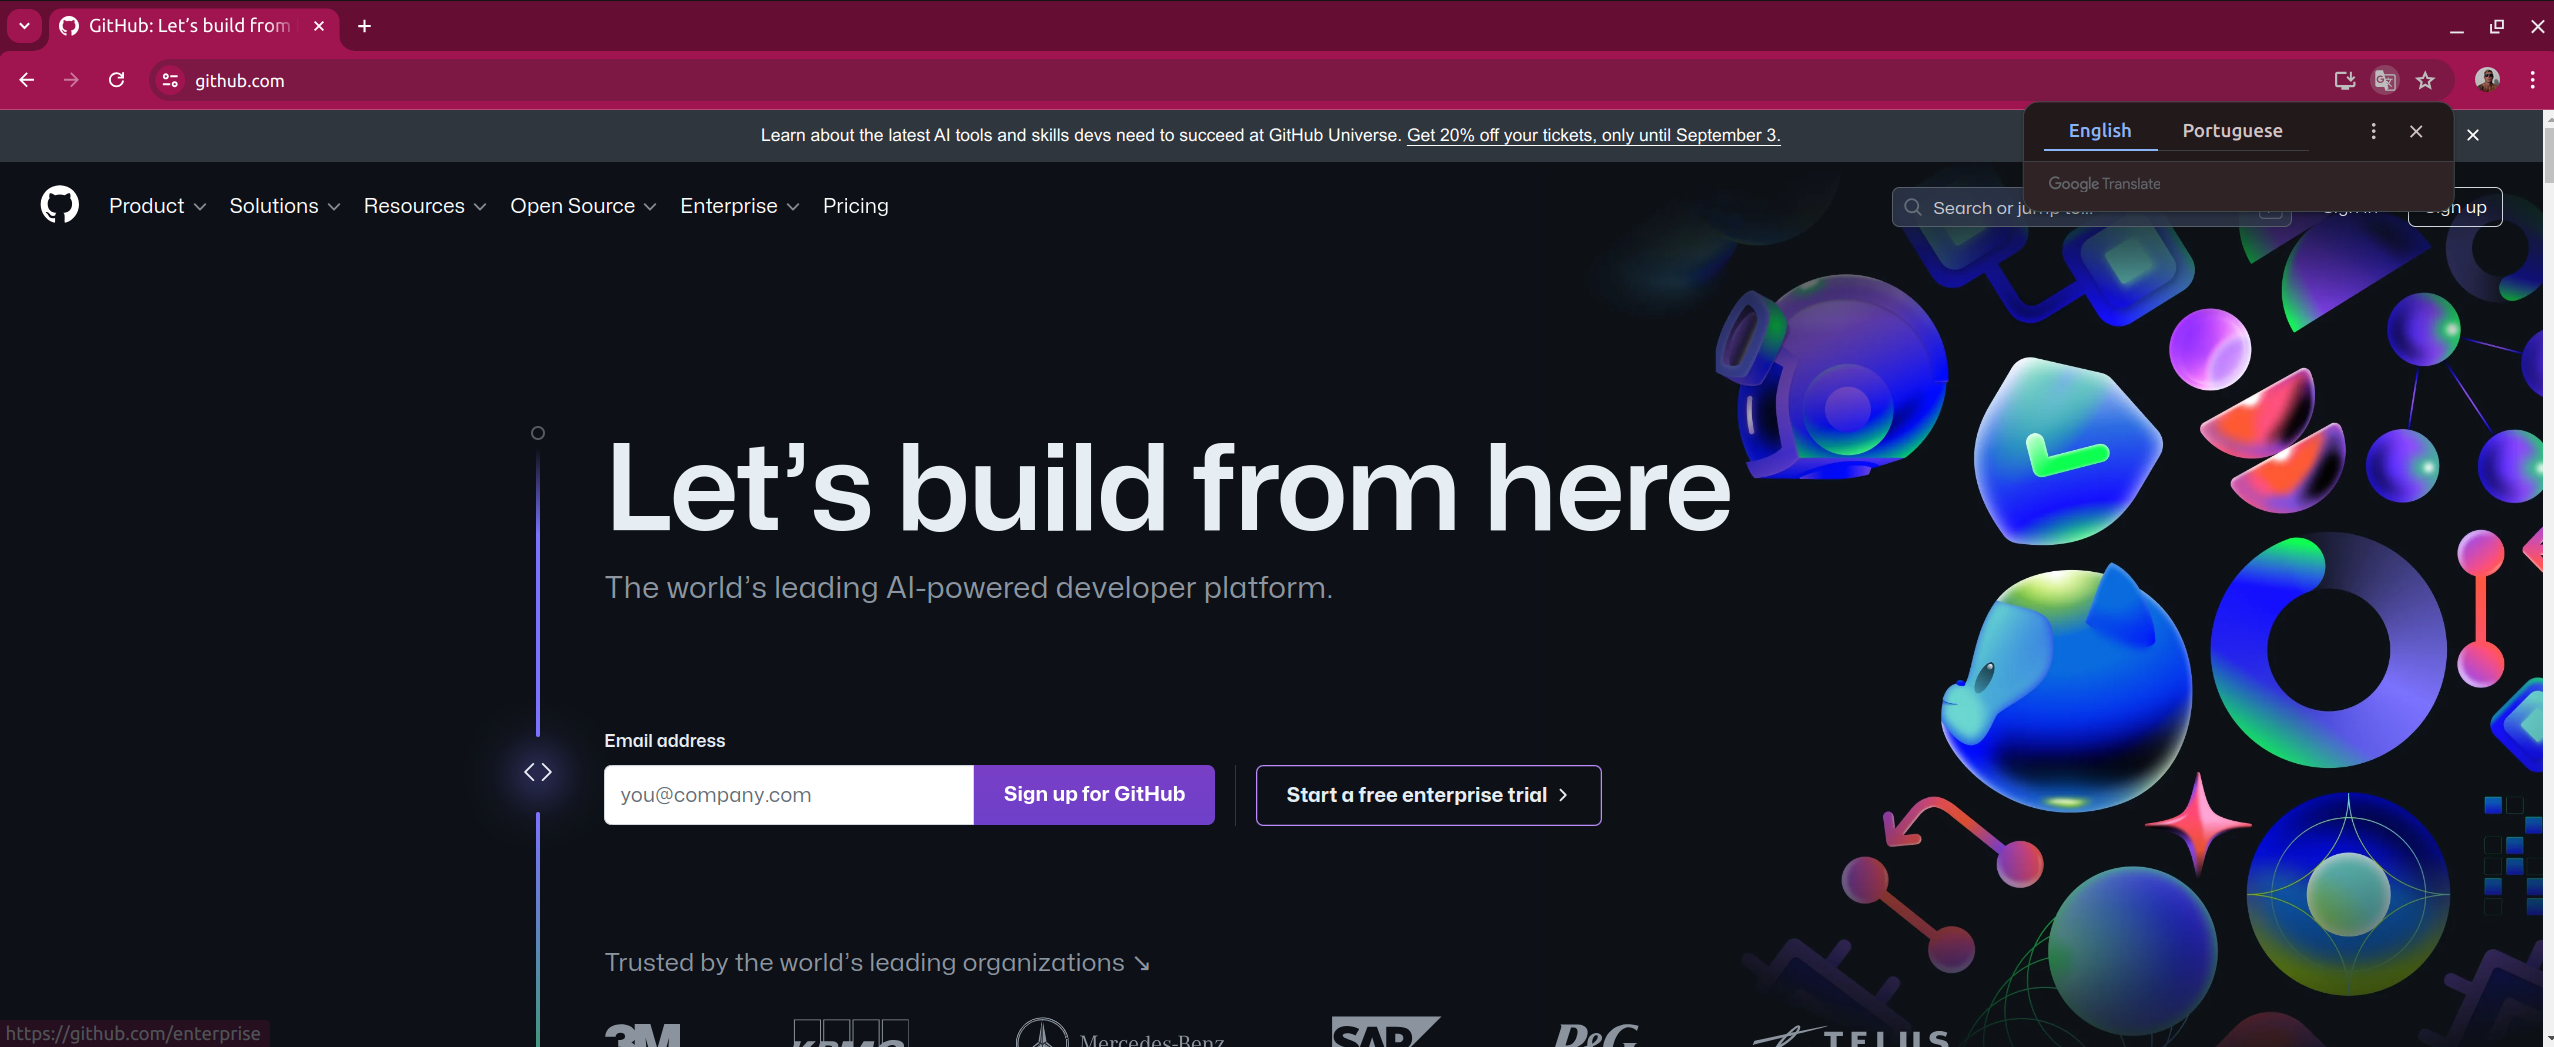 GitHub: Let's build from
github.com
English Portuguese
Google Translate
Learn about the latest AI tools and skills devs need to succeed at GitHub Universe. Get 20% off your tickets, only until September 3.
Product Solutions Resources Open Source Enterprise Pricing
Search or
up
Let's build from here
The world's leading AI-powered developer platform.
Email address
you@company.com
Sign up for GitHub
Start a free enterprise trial
Trusted by the world's leading organizations ↘
3M KPMG Mercedes-Benz SAP P&G TELUS
https://github.com/enterprise